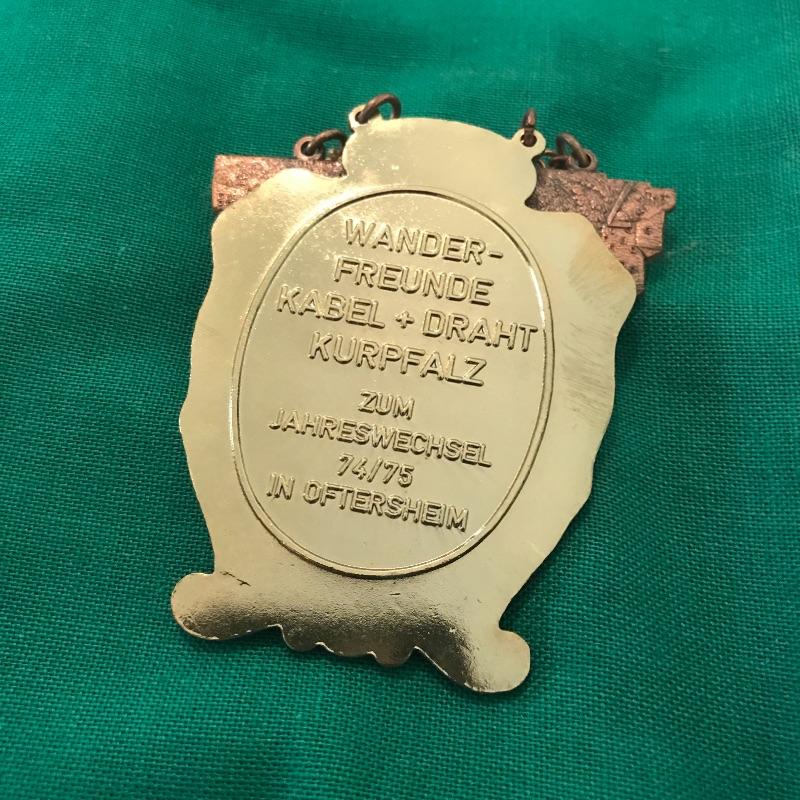 WANDER-
FREUNDE
KABEL + DRAHT
KURPFALZ
ZUM
JAHRESWECHSEL
74/75
IN OFTERSHEIM